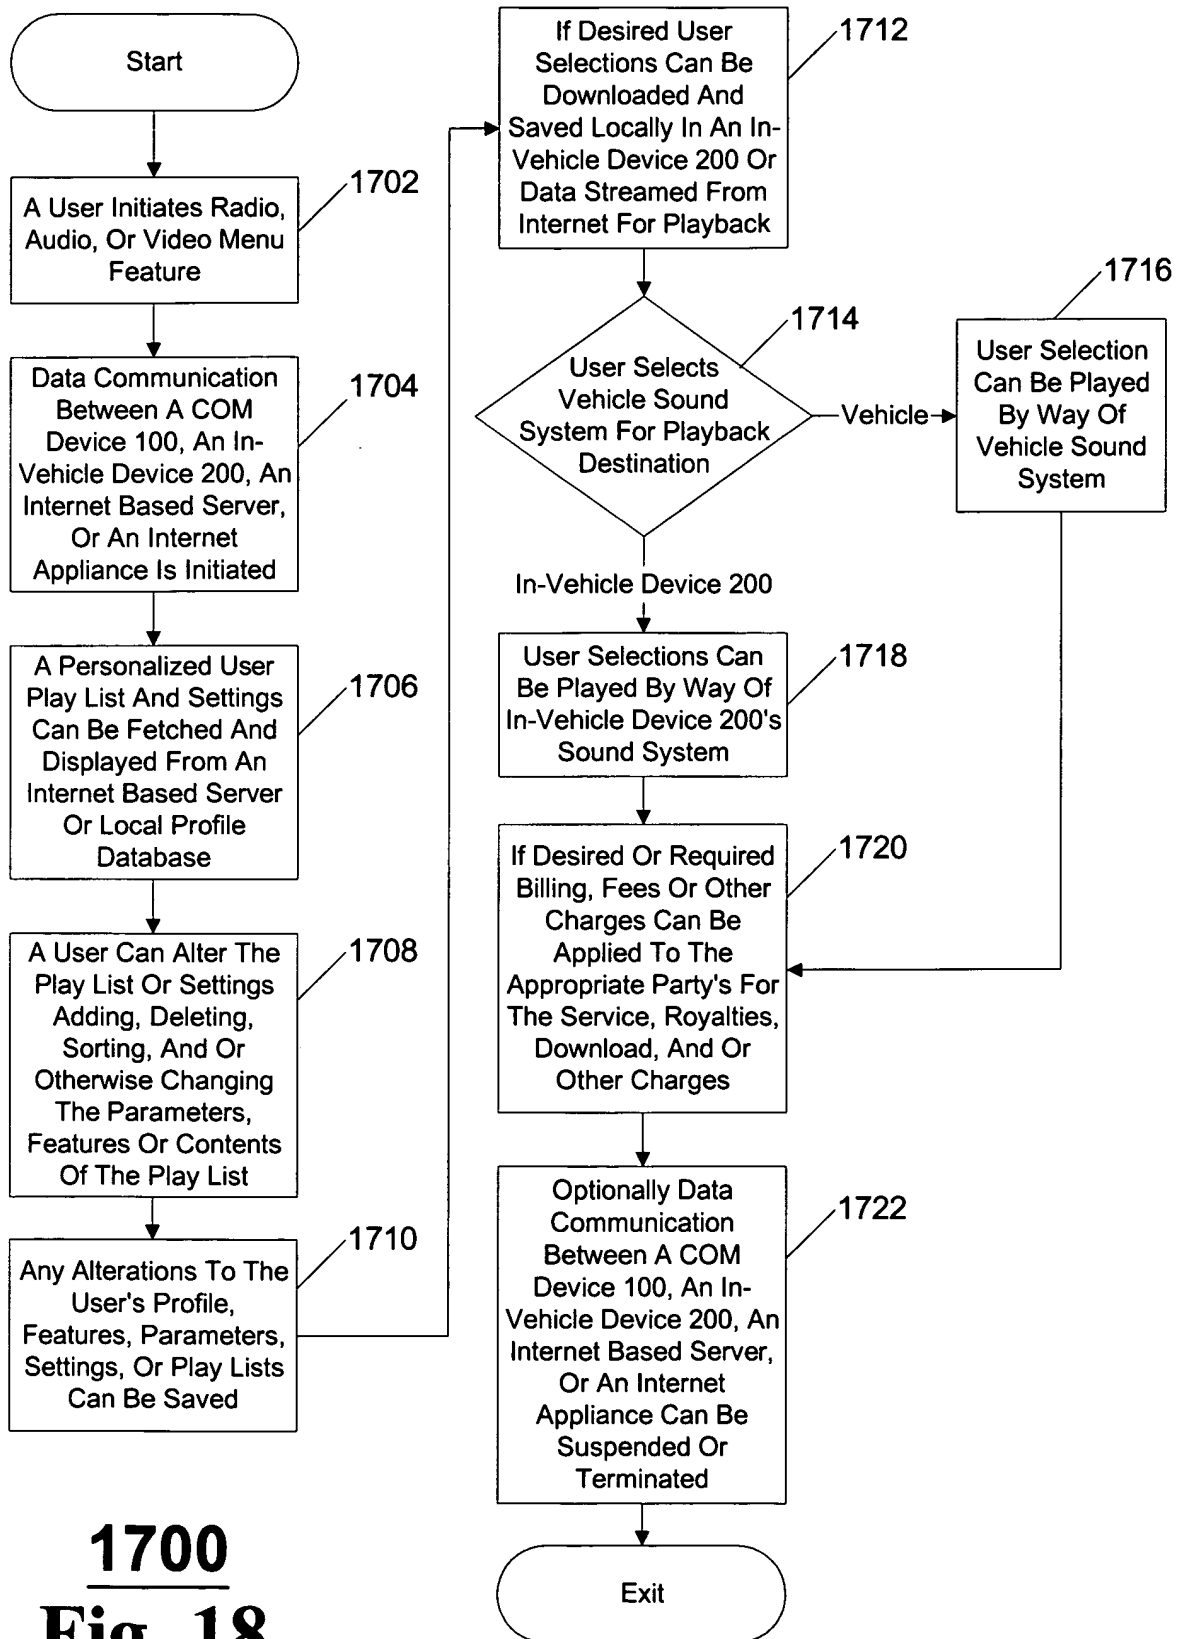 Start
1702
A User Initiates Radio,
Audio, Or Video Menu
Feature
1704
Data Communication
Between A COM
Device 100, An In-
Vehicle Device 200, An
Internet Based Server,
Or An Internet
Appliance Is Initiated
1706
A Personalized User
Play List And Settings
Can Be Fetched And
Displayed From An
Internet Based Server
Or Local Profile
Database
1708
A User Can Alter The
Play List Or Settings
Adding, Deleting,
Sorting, And Or
Otherwise Changing
The Parameters,
Features Or Contents
Of The Play List
1710
Any Alterations To The
User's Profile,
Features, Parameters,
Settings, Or Play Lists
Can Be Saved
1712
If Desired User
Selections Can Be
Downloaded And
Saved Locally In An In-
Vehicle Device 200 Or
Data Streamed From
Internet For Playback
1714
User Selects
Vehicle Sound
System For Playback
Destination
Vehicle
1716
User Selection
Can Be Played
By Way Of
Vehicle Sound
System
In-Vehicle Device 200
1718
User Selections Can
Be Played By Way Of
In-Vehicle Device 200's
Sound System
1720
If Desired Or Required
Billing, Fees Or Other
Charges Can Be
Applied To The
Appropriate Party's For
The Service, Royalties,
Download, And Or
Other Charges
1722
Optionally Data
Communication
Between A COM
Device 100, An In-
Vehicle Device 200, An
Internet Based Server,
Or An Internet
Appliance Can Be
Suspended Or
Terminated
Exit
1700
Fig. 18